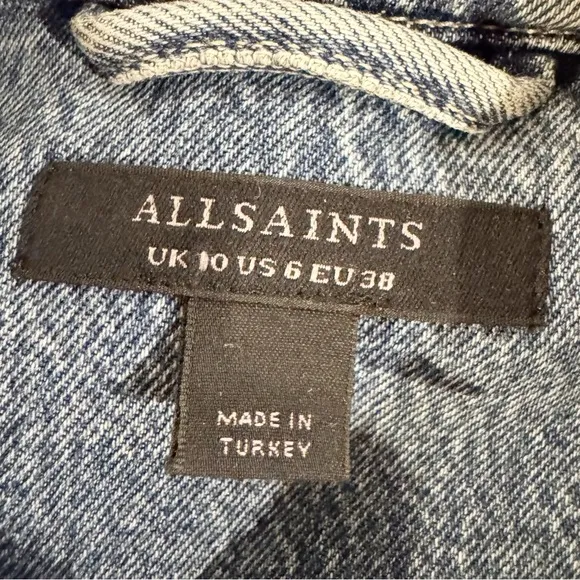 ALLSAINTS
UK 10 US 6 EU 38
MADE IN
TURKEY